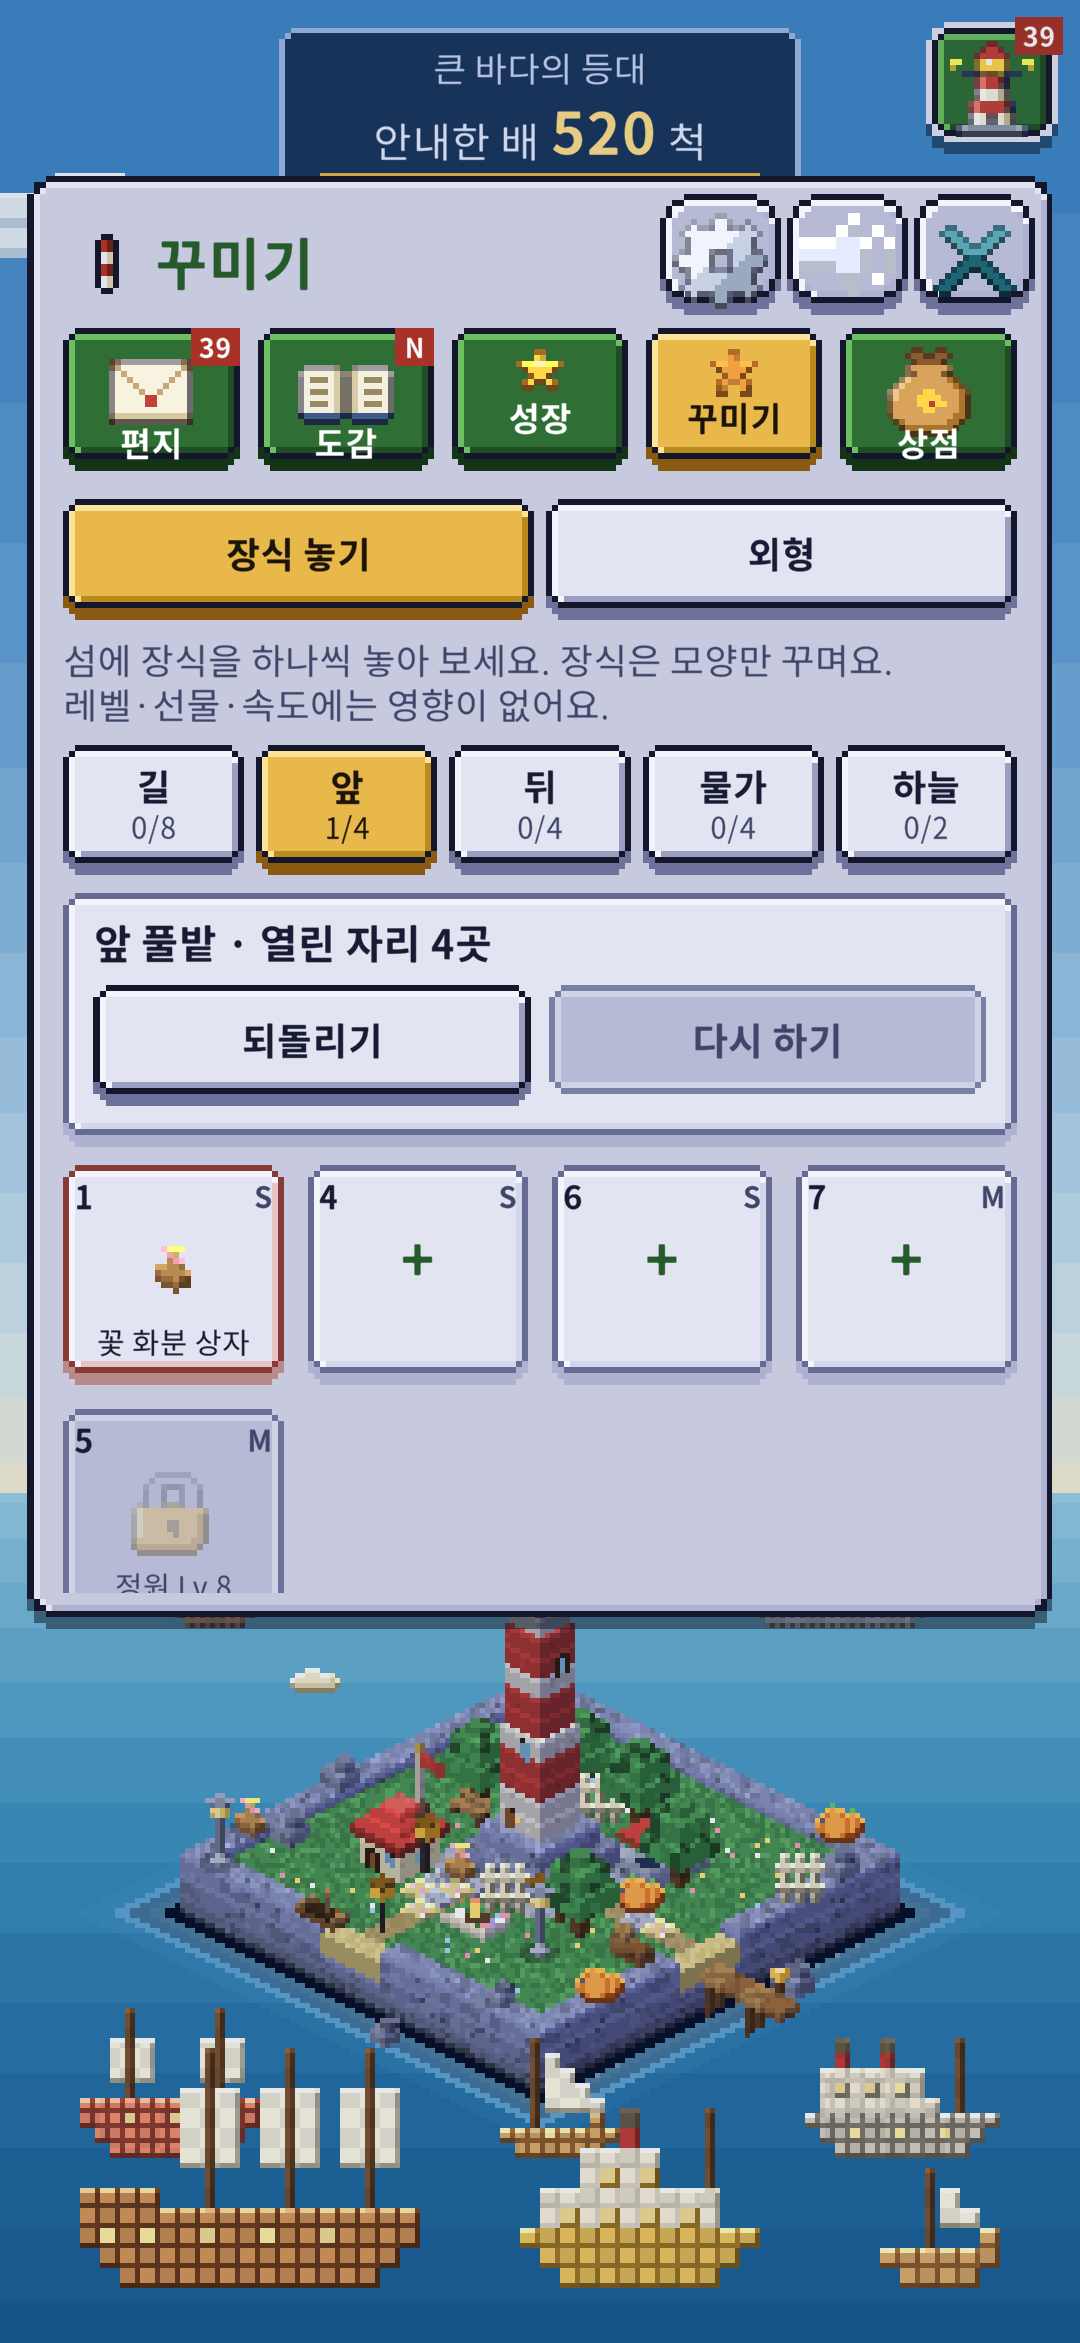 큰 바다의 등대
안내한 배 520 척
39
꾸미기
39
편지
N
도감
성장
꾸미기
상점
장식 놓기
외형
섬에 장식을 하나씩 놓아 보세요. 장식은 모양만 꾸며요.
레벨·선물·속도에는 영향이 없어요.
길
0/8
앞
1/4
뒤
0/4
물가
0/4
하늘
0/2
앞 풀밭 · 열린 자리 4곳
되돌리기
다시 하기
1 S
꽃 화분 상자
4 S
+
6 S
+
7 M
+
5 M
정원 Lv.8